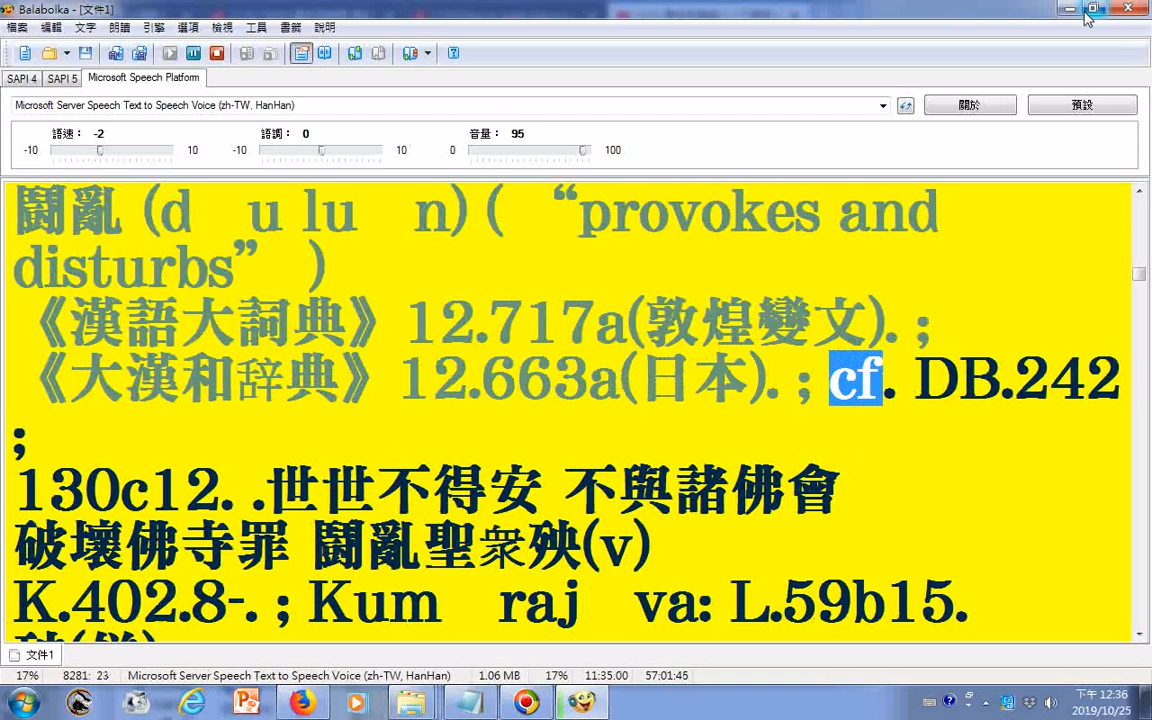 Balabolka - [文件1]
檔案 編輯 文字 朗讀 引擎 選項 檢視 工具 書籤 說明
SAPI 4 SAPI 5 Microsoft Speech Platform
Microsoft Server Speech Text to Speech Voice (zh-TW, HanHan) 關於 預設
語速： -2 語調： 0 音量： 95
-10 10 -10 10 0 100
鬪亂 (d u lu n) ( “provokes and
disturbs” )
《漢語大詞典》 12.717a(敦煌變文). ;
《大漢和辞典》 12.663a(日本). ; cf. DB.242
;
130c12. .世世不得安 不與諸佛會
破壞佛寺罪 鬪亂聖衆殃(v)
K.402.8-. ; Kum raj va: L.59b15.
文件1
17% 8281: 23 Microsoft Server Speech Text to Speech Voice (zh-TW, HanHan) 1.06 MB 17% 11:35.00 57:01:45
下午 12:36
2019/10/25